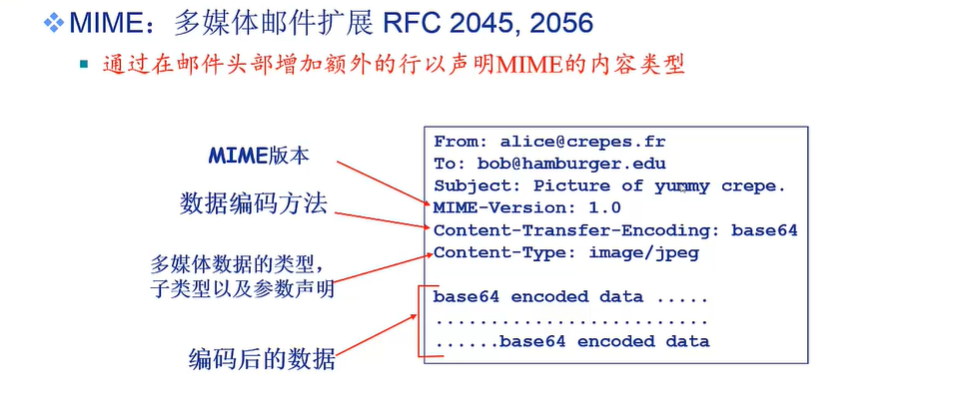 MIME：多媒体邮件扩展 RFC 2045, 2056
通过在邮件头部增加额外的行以声明MIME的内容类型
MIME版本
数据编码方法
多媒体数据的类型，
子类型以及参数声明
编码后的数据
From: alice@crepes.fr
To: bob@hamburger.edu
Subject: Picture of yummy crepe.
MIME-Version: 1.0
Content-Transfer-Encoding: base64
Content-Type: image/jpeg
base64 encoded data .....
.........................
......base64 encoded data